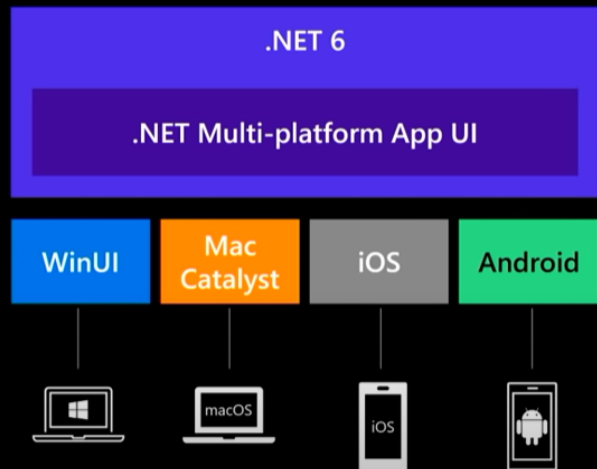 .NET 6
.NET Multi-platform App UI
WinUI
Mac
Catalyst
iOS
Android
macOS
iOS